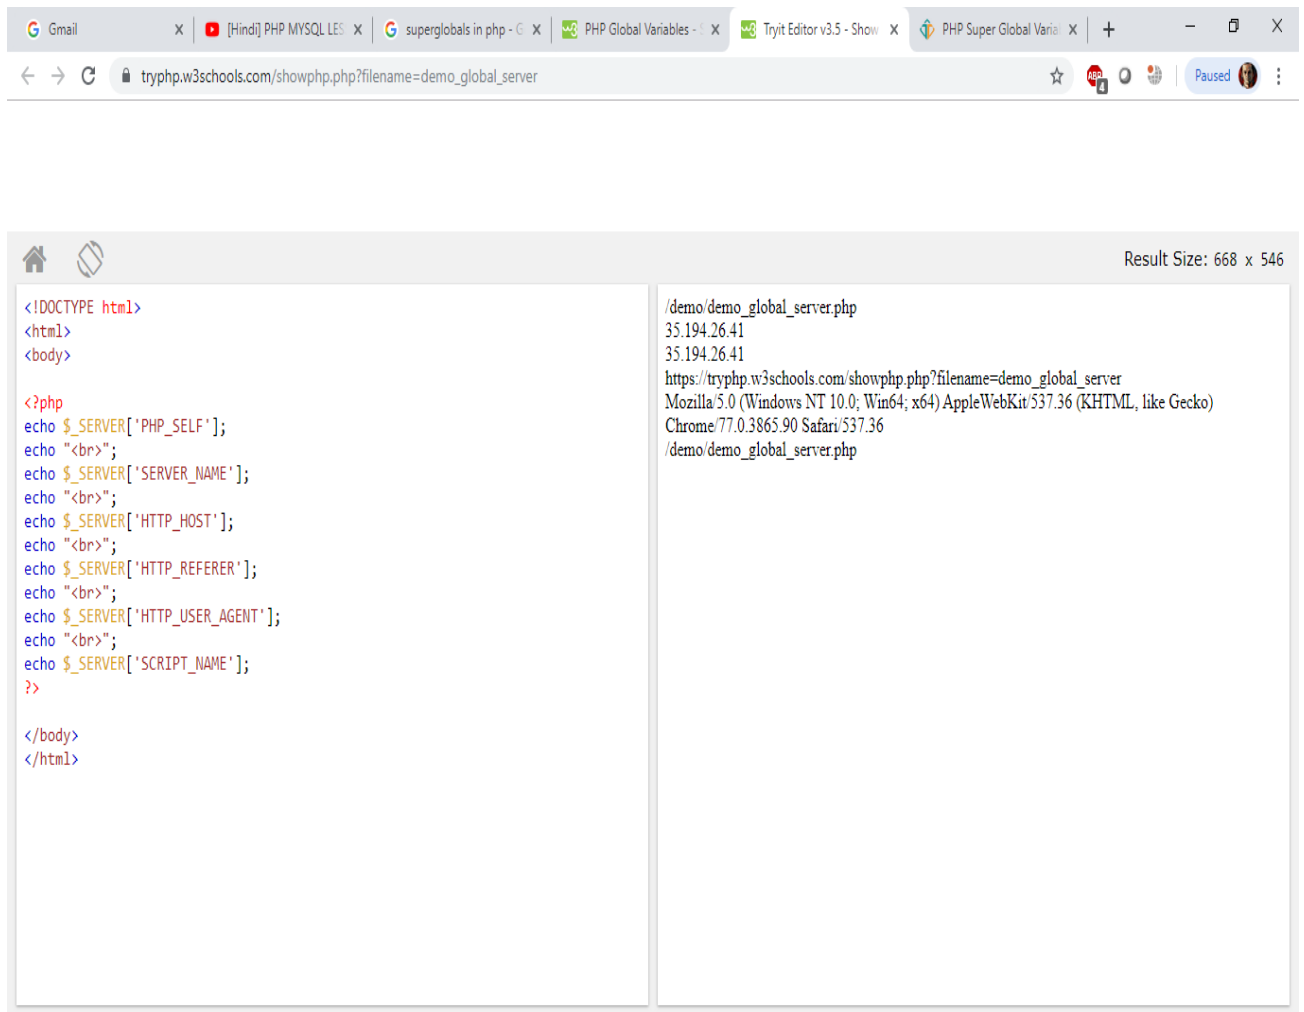 Gmail
[Hindi] PHP MYSQL LES
superglobals in php - G
PHP Global Variables - S
Tryit Editor v3.5 - Show
PHP Super Global Varia
tryphp.w3schools.com/showphp.php?filename=demo_global_server
ABP
4
Paused
Result Size: 668 x 546
<!DOCTYPE html>
<html>
<body>
<?php
echo $_SERVER['PHP_SELF'];
echo "<br>";
echo $_SERVER['SERVER_NAME'];
echo "<br>";
echo $_SERVER['HTTP_HOST'];
echo "<br>";
echo $_SERVER['HTTP_REFERER'];
echo "<br>";
echo $_SERVER['HTTP_USER_AGENT'];
echo "<br>";
echo $_SERVER['SCRIPT_NAME'];
?>
</body>
</html>
/demo/demo_global_server.php
35.194.26.41
35.194.26.41
https://tryphp.w3schools.com/showphp.php?filename=demo_global_server
Mozilla/5.0 (Windows NT 10.0; Win64; x64) AppleWebKit/537.36 (KHTML, like Gecko)
Chrome/77.0.3865.90 Safari/537.36
/demo/demo_global_server.php